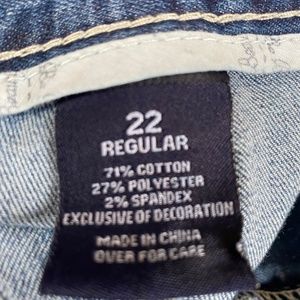 22
REGULAR
71% COTTON
27% POLYESTER
2% SPANDEX
EXCLUSIVE OF DECORATION
MADE IN CHINA
OVER FOR CARE